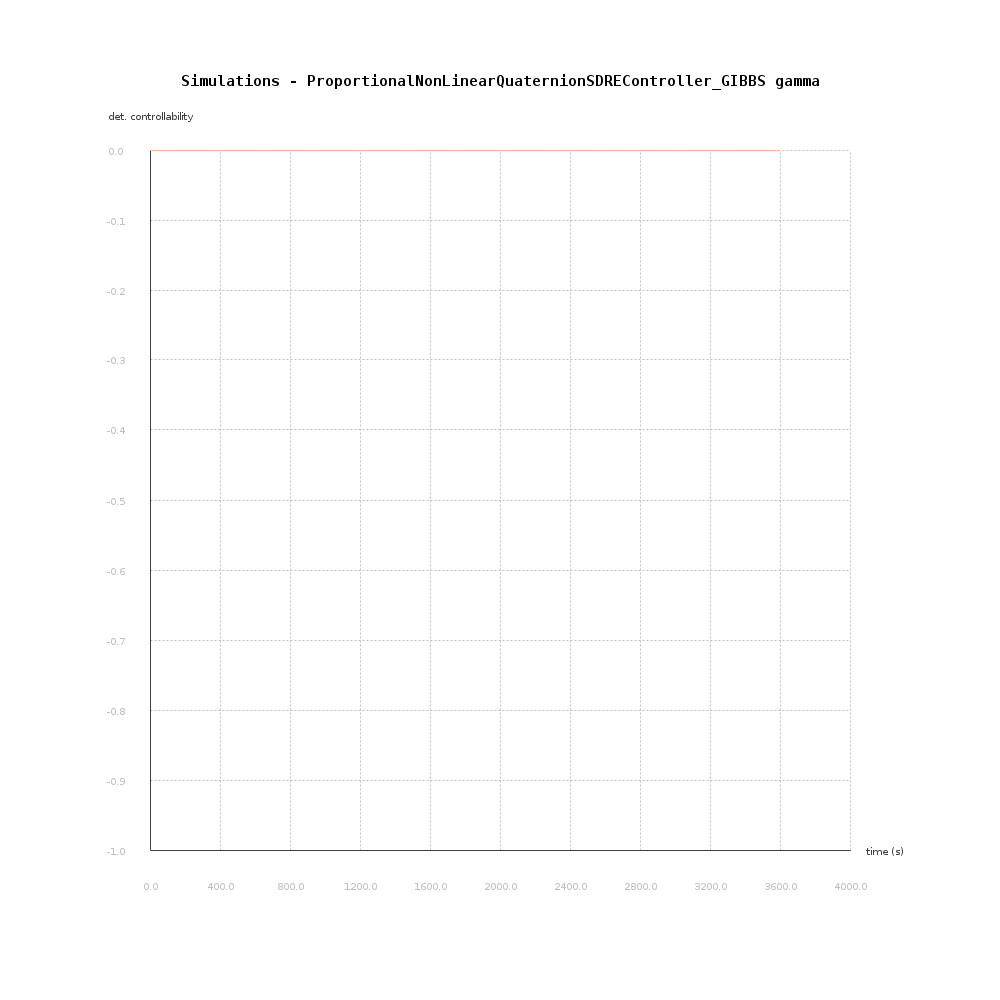 Simulations - ProportionalNonLinearQuaternionSDREController_GIBBS gamma
det. controllability
0.0
-0.1
-0.2
-0.3
-0.4
-0.5
-0.6
-0.7
-0.8
-0.9
-1.0
time (s)
0.0 400.0 800.0 1200.0 1600.0 2000.0 2400.0 2800.0 3200.0 3600.0 4000.0